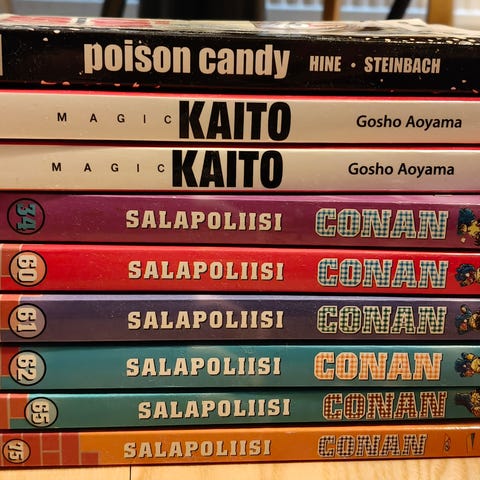 poison candy HINE · STEINBACH
MAGIC KAITO Gosho Aoyama
MAGIC KAITO Gosho Aoyama
34 SALAPOLIISI CONAN
60 SALAPOLIISI CONAN
61 SALAPOLIISI CONAN
62 SALAPOLIISI CONAN
65 SALAPOLIISI CONAN
75 SALAPOLIISI CONAN